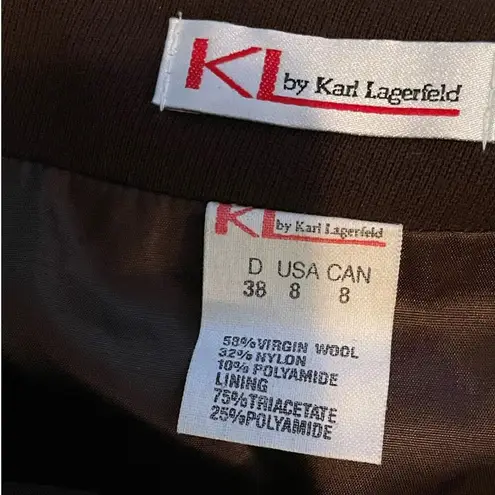 KL by Karl Lagerfeld
KL by Karl Lagerfeld
D USA CAN
38 8 8
58%VIRGIN WOOL
32% NYLON
10% POLYAMIDE
LINING
75%TRIACETATE
25%POLYAMIDE